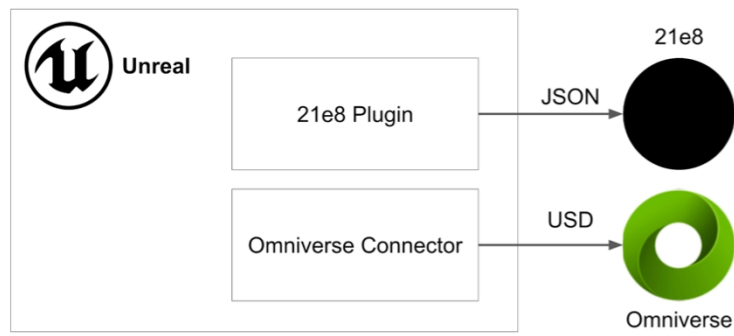 21e8
Unreal
21e8 Plugin
JSON
Omniverse Connector
USD
Omniverse